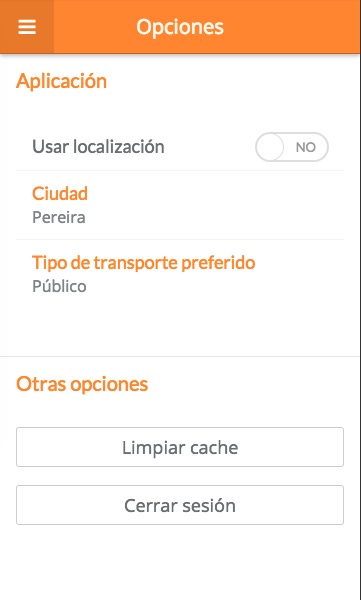 Opciones
Aplicación
Usar localización
NO
Ciudad
Pereira
Tipo de transporte preferido
Público
Otras opciones
Limpiar cache
Cerrar sesión